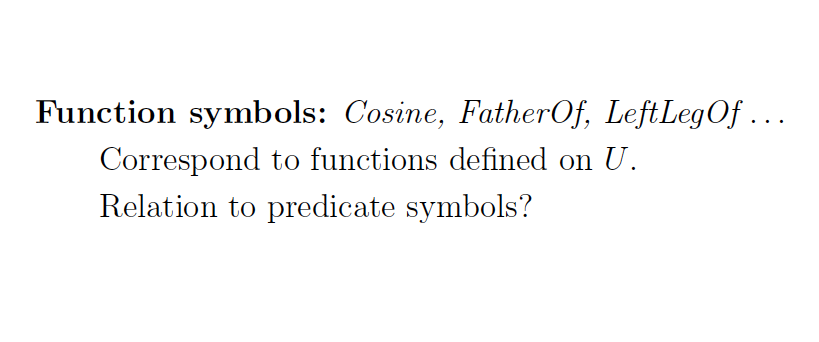 Function symbols: Cosine, FatherOf, LeftLegOf . . .
Correspond to functions defined on U.
Relation to predicate symbols?